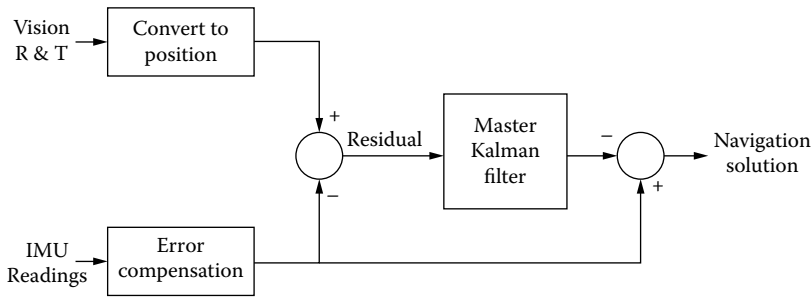 Vision
R & T
Convert to
position
+
Residual
−
Master
Kalman
filter
−
+
Navigation
solution
IMU
Readings
Error
compensation